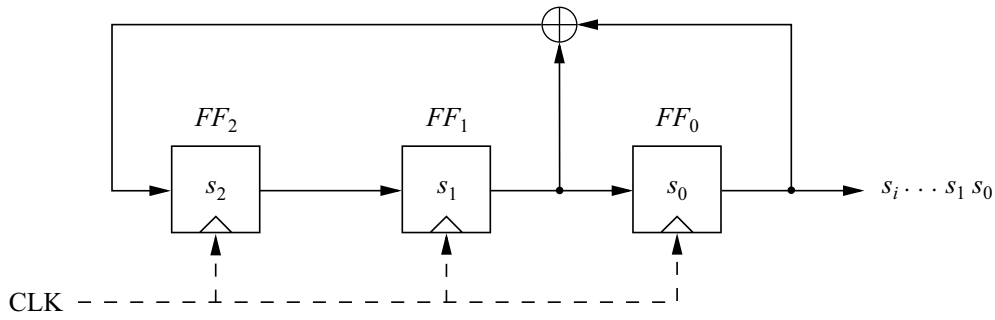 FF₂ FF₁ FF₀
s₂ s₁ s₀ sᵢ . . . s₁ s₀
CLK